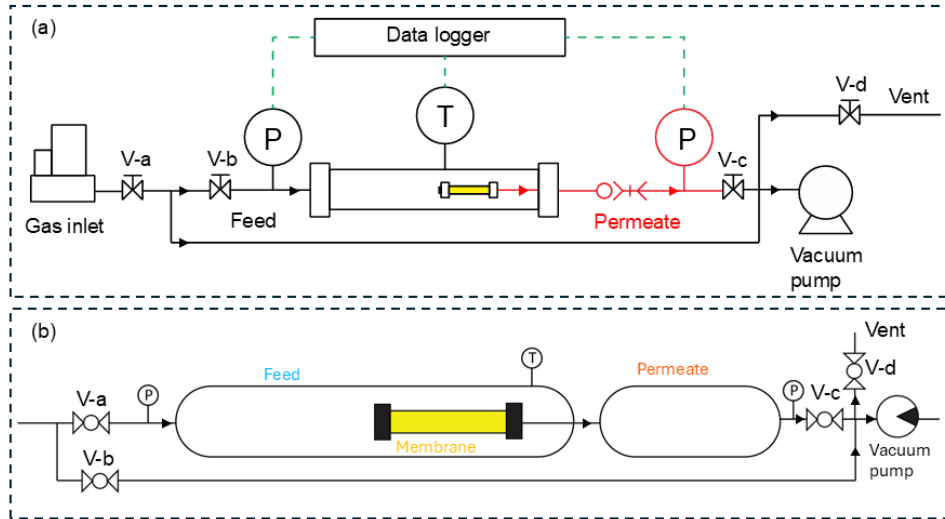 (a)
Data logger
V-d
Vent
P
T
P
V-a
V-b
V-c
Gas inlet
Feed
Permeate
Vacuum
pump
(b)
Vent
Feed
T
Permeate
V-d
V-a
P
P
V-c
Membrane
V-b
Vacuum
pump